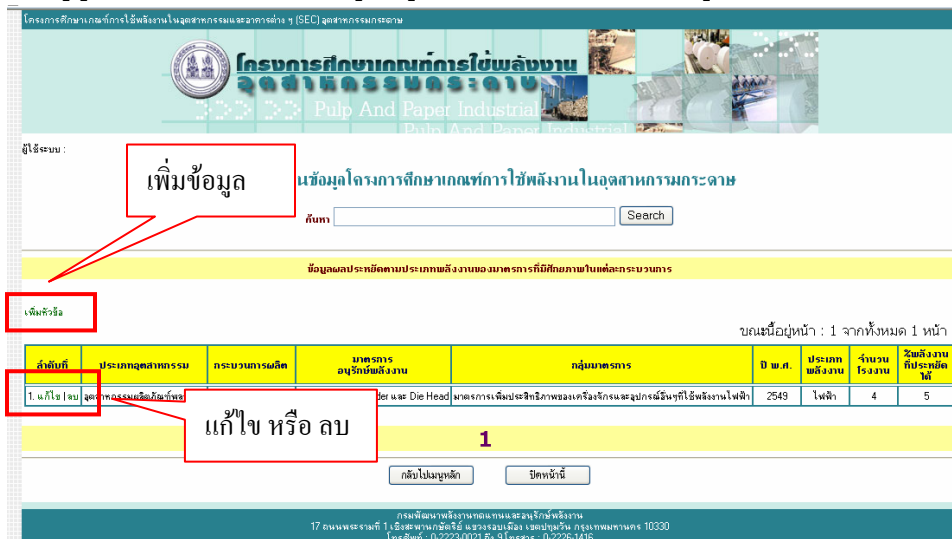 โครงการศึกษาเกณฑ์การใช้พลังงานในอุตสาหกรรมและอาคารต่าง ๆ (SEC) อุตสาหกรรมกระดาษ
โครงการศึกษาเกณฑ์การใช้พลังงาน
อุตสาหกรรมกระดาษ
Pulp And Paper Industrial
Pulp And Paper Industrial
ผู้ใช้ระบบ :
เพิ่มข้อมูล
นข้อมูลโครงการศึกษาเกณฑ์การใช้พลังงานในอุตสาหกรรมกระดาษ
ค้นหา Search
ข้อมูลผลประหยัดตามประเภทพลังงานของมาตรการที่มีศักยภาพในแต่ละกระบวนการ
เพิ่มหัวข้อ
ขณะนี้อยู่หน้า : 1 จากทั้งหมด 1 หน้า
ลำดับที่ ประเภทอุตสาหกรรม กระบวนการผลิต มาตรการอนุรักษ์พลังงาน กลุ่มมาตรการ ปี พ.ศ. ประเภทพลังงาน จำนวนโรงงาน %พลังงานที่ประหยัดได้
1. แก้ไข | ลบ และ Die Head มาตรการเพิ่มประสิทธิภาพของเครื่องจักรและอุปกรณ์อื่นๆที่ใช้พลังงานไฟฟ้า 2549 ไฟฟ้า 4 5
แก้ไข หรือ ลบ
1
กลับไปเมนูหลัก ปิดหน้านี้
กรมพัฒนาพลังงานทดแทนและอนุรักษ์พลังงาน
17 ถนนพระรามที่ 1 เชิงสะพานกษัตริย์ศึก แขวงรองเมือง เขตปทุมวัน กรุงเทพมหานคร 10330
โทรศัพท์ : 0-2223-0021 ถึง 9 โทรสาร : 0-2226-1416